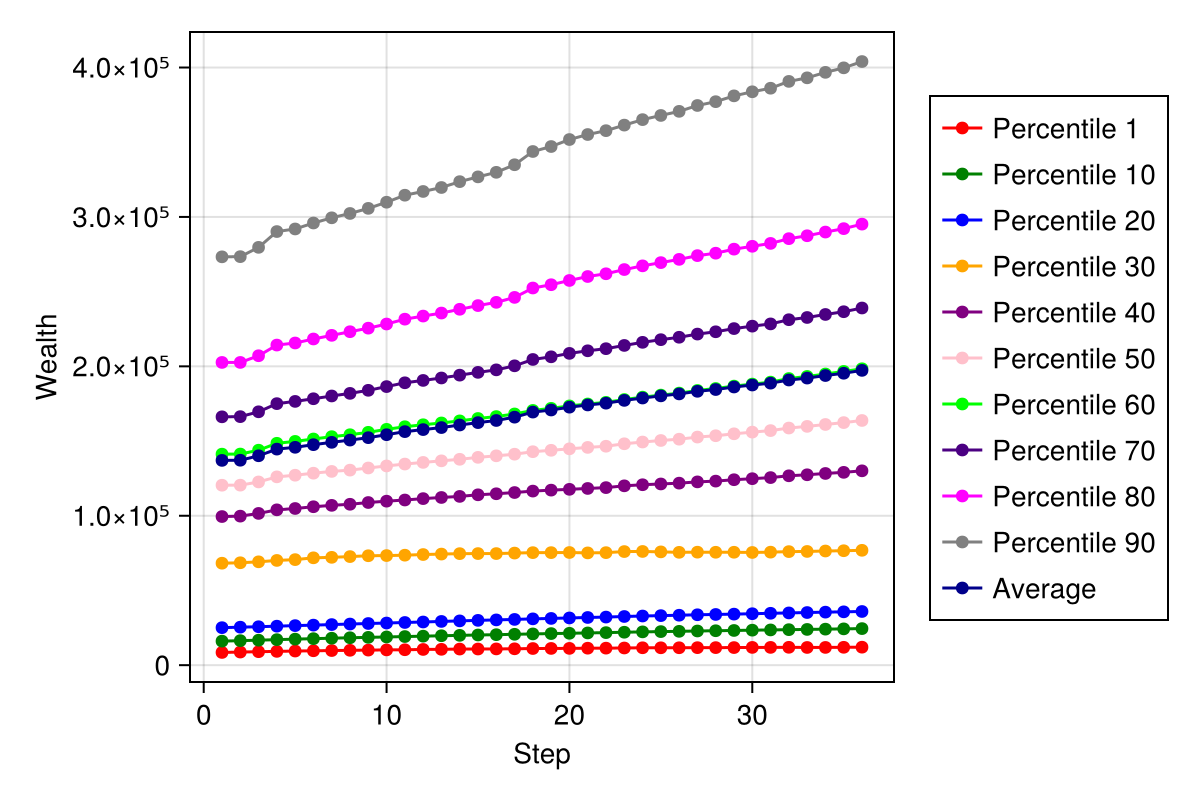 4.0×10⁵
3.0×10⁵
2.0×10⁵
1.0×10⁵
0
0 10 20 30
Wealth
Step
Percentile 1
Percentile 10
Percentile 20
Percentile 30
Percentile 40
Percentile 50
Percentile 60
Percentile 70
Percentile 80
Percentile 90
Average